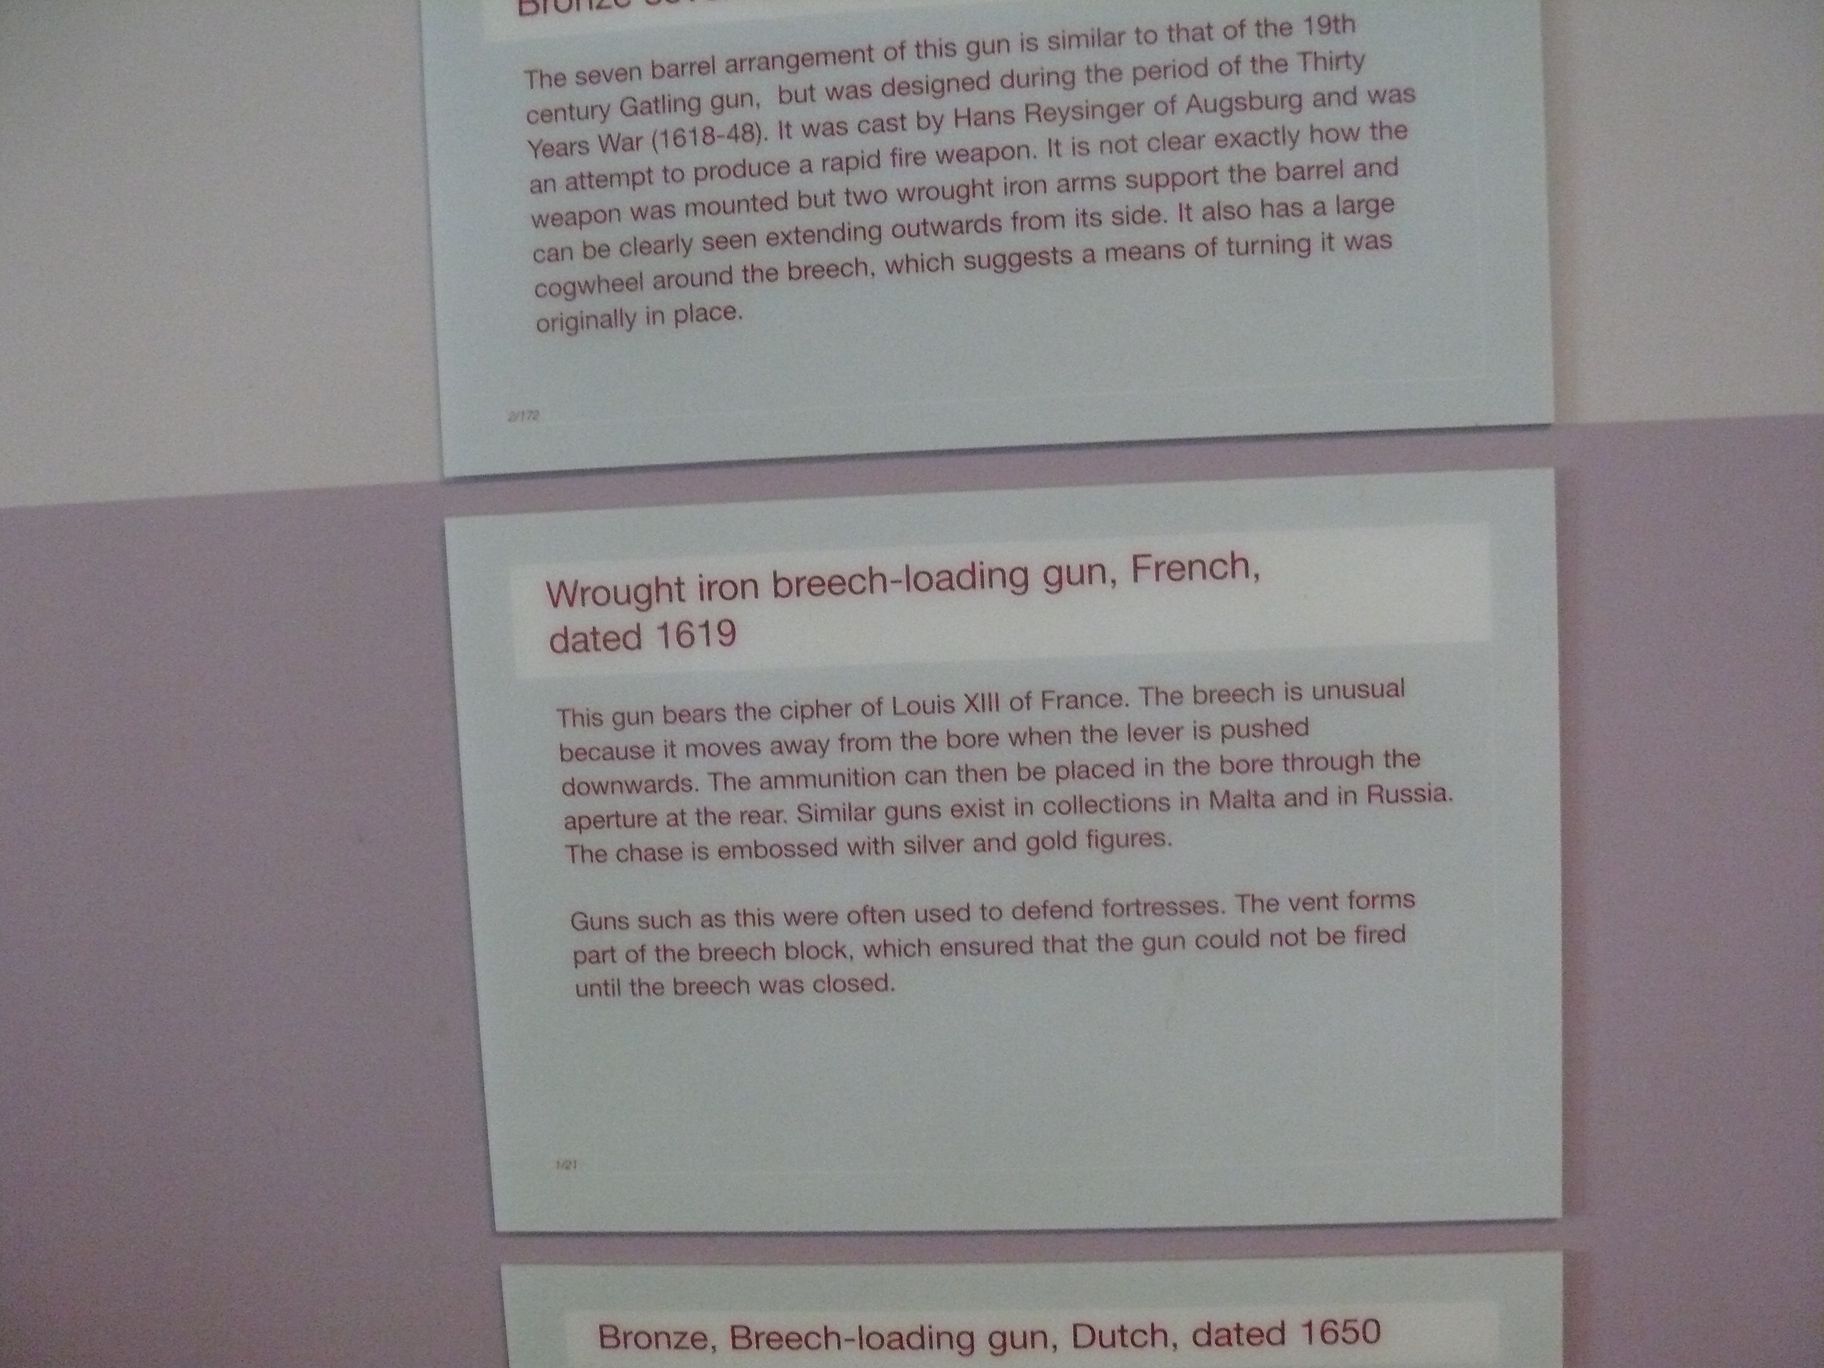 Bronze
The seven barrel arrangement of this gun is similar to that of the 19th
century Gatling gun, but was designed during the period of the Thirty
Years War (1618-48). It was cast by Hans Reysinger of Augsburg and was
an attempt to produce a rapid fire weapon. It is not clear exactly how the
weapon was mounted but two wrought iron arms support the barrel and
can be clearly seen extending outwards from its side. It also has a large
cogwheel around the breech, which suggests a means of turning it was
originally in place.
2/172
Wrought iron breech-loading gun, French,
dated 1619
This gun bears the cipher of Louis XIII of France. The breech is unusual
because it moves away from the bore when the lever is pushed
downwards. The ammunition can then be placed in the bore through the
aperture at the rear. Similar guns exist in collections in Malta and in Russia.
The chase is embossed with silver and gold figures.
Guns such as this were often used to defend fortresses. The vent forms
part of the breech block, which ensured that the gun could not be fired
until the breech was closed.
1/21
Bronze, Breech-loading gun, Dutch, dated 1650